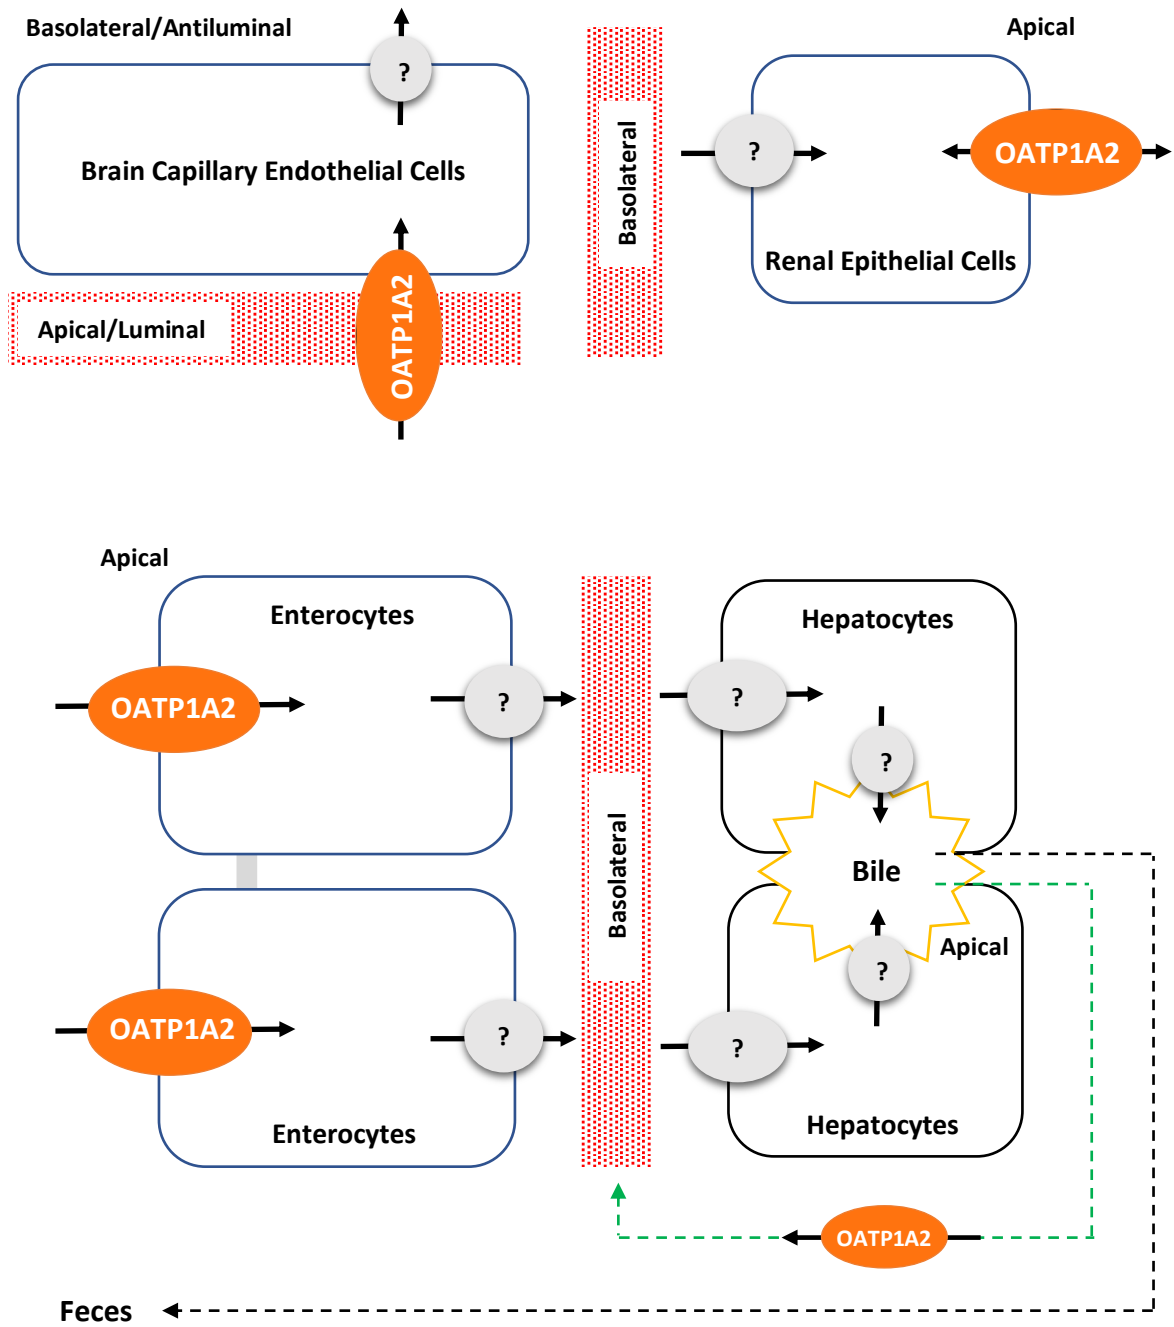 Basolateral/Antiluminal
?
Brain Capillary Endothelial Cells
OATP1A2
Apical/Luminal
Apical
Basolateral
?
OATP1A2
Renal Epithelial Cells
Apical
Enterocytes
OATP1A2
?
Enterocytes
OATP1A2
?
Basolateral
Hepatocytes
?
?
Bile
Apical
?
?
Hepatocytes
OATP1A2
Feces